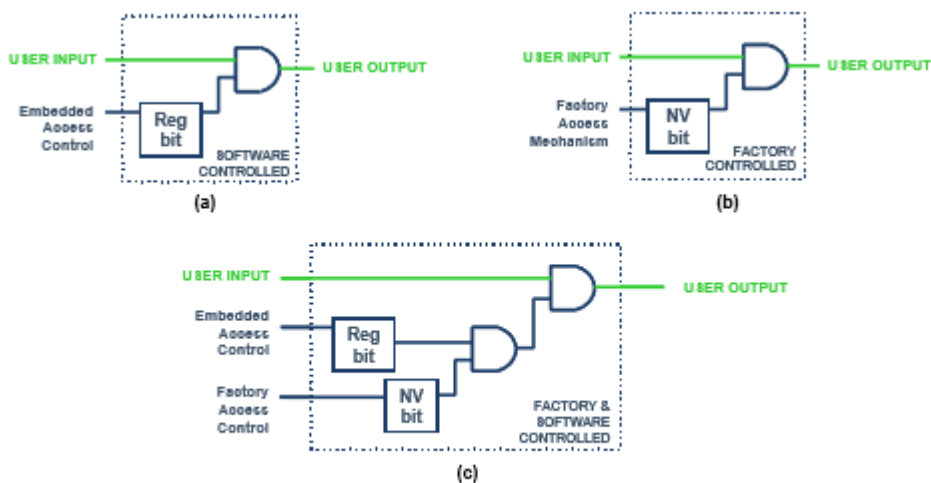 USER INPUT
USER OUTPUT
Embedded
Access
Control
Reg
bit
SOFTWARE
CONTROLLED
(a)
USER INPUT
USER OUTPUT
Factory
Access
Mechanism
NV
bit
FACTORY
CONTROLLED
(b)
USER INPUT
USER OUTPUT
Embedded
Access
Control
Reg
bit
Factory
Access
Control
NV
bit
FACTORY &
SOFTWARE
CONTROLLED
(c)